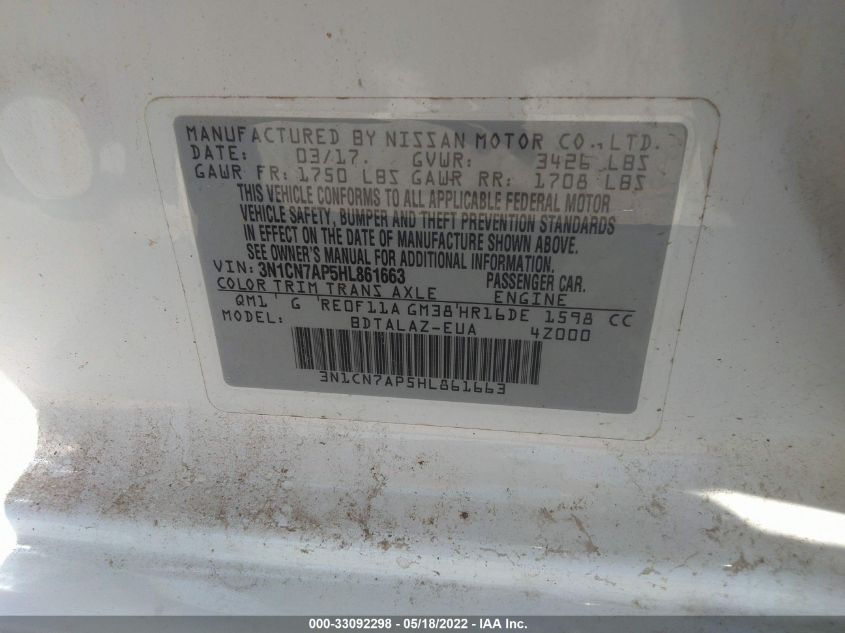 MANUFACTURED BY NISSAN MOTOR CO., LTD.
DATE: 03/17. GVWR: 3426 LBS
GAWR FR: 1750 LBS GAWR RR: 1708 LBS
THIS VEHICLE CONFORMS TO ALL APPLICABLE FEDERAL MOTOR
VEHICLE SAFETY, BUMPER AND THEFT PREVENTION STANDARDS
IN EFFECT ON THE DATE OF MANUFACTURE SHOWN ABOVE.
SEE OWNER'S MANUAL FOR ADDITIONAL INFORMATION.
VIN: 3N1CN7AP5HL861663 PASSENGER CAR.
COLOR TRIM TRANS AXLE ENGINE
QM1' G 'RE0F11A GM38'HR16DE 1598 CC
MODEL: BDTALAZ-EUA 4Z000
3N1CN7AP5HL861663
000-33092298 - 05/18/2022 - IAA Inc.